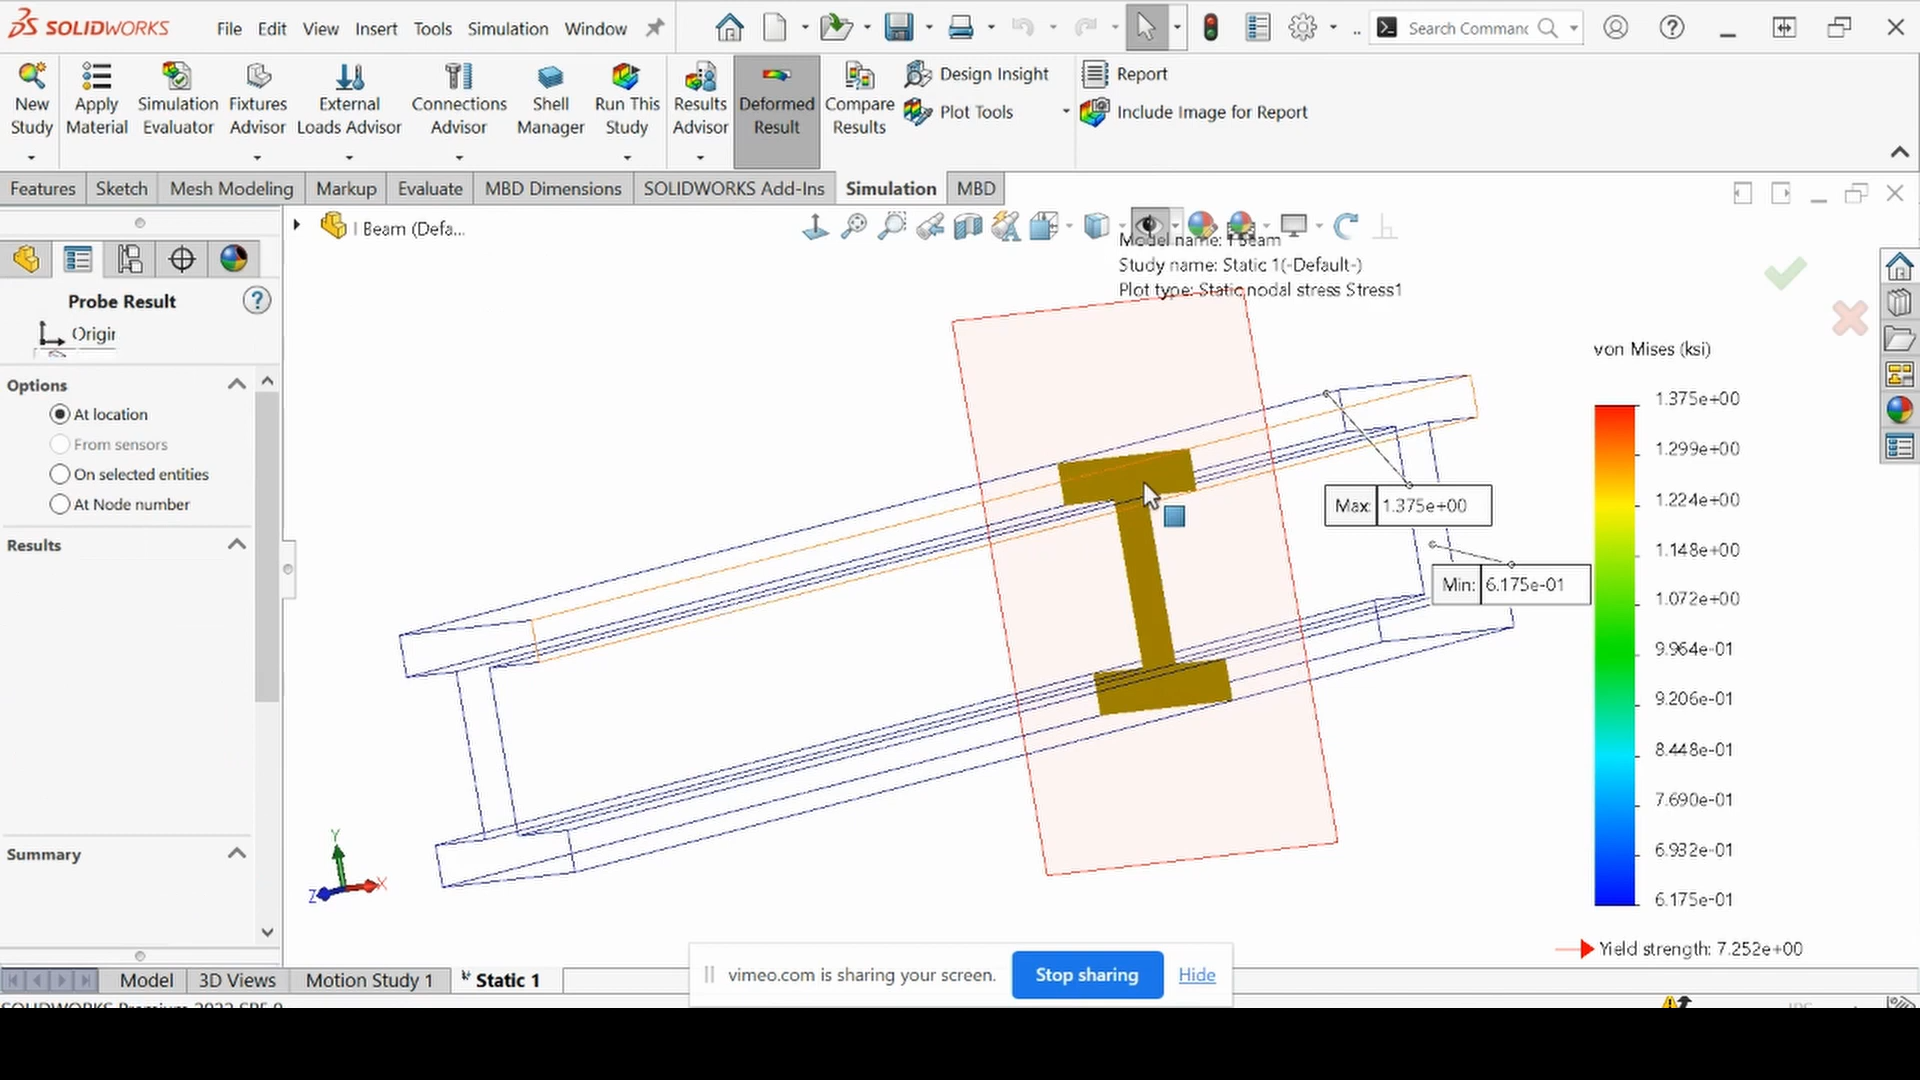 SOLIDWORKS File Edit View Insert Tools Simulation Window Search Commanc
New Study
Apply Material
Simulation Evaluator
Fixtures Advisor
External Loads Advisor
Connections Advisor
Shell Manager
Run This Study
Results Advisor
Deformed Result
Compare Results
Design Insight
Plot Tools
Report
Include Image for Report
Features Sketch Mesh Modeling Markup Evaluate MBD Dimensions SOLIDWORKS Add-Ins Simulation MBD
I Beam (Defa...
Model name: I Beam
Study name: Static 1(-Default-)
Plot type: Static nodal stress Stress1
Probe Result
Origin
Options
At location
From sensors
On selected entities
At Node number
Results
Summary
von Mises (ksi)
1.375e+00
1.299e+00
1.224e+00
1.148e+00
1.072e+00
9.964e-01
9.206e-01
8.448e-01
7.690e-01
6.932e-01
6.175e-01
Yield strength: 7.252e+00
Max: 1.375e+00
Min: 6.175e-01
Y
X
Z
Model 3D Views Motion Study 1 Static 1
vimeo.com is sharing your screen. Stop sharing Hide
SOLIDWORKS Premium 2022 SP5.0